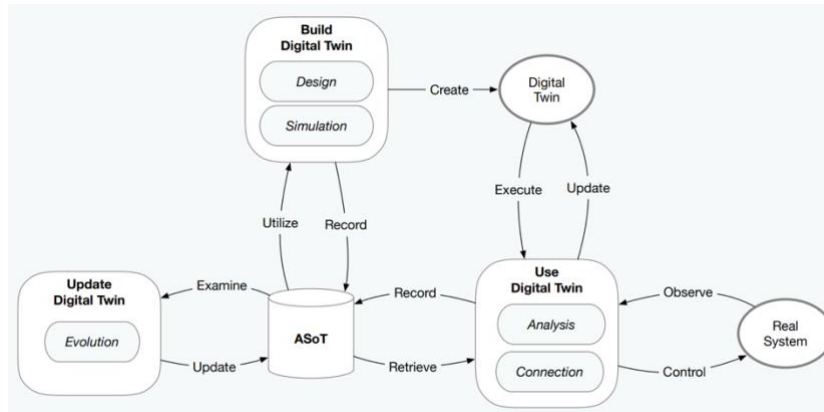 Build
Digital Twin
Design
Simulation
Create
Digital
Twin
Execute
Update
Utilize
Record
Update
Digital Twin
Evolution
Examine
Update
ASoT
Record
Retrieve
Use
Digital Twin
Analysis
Connection
Observe
Control
Real
System